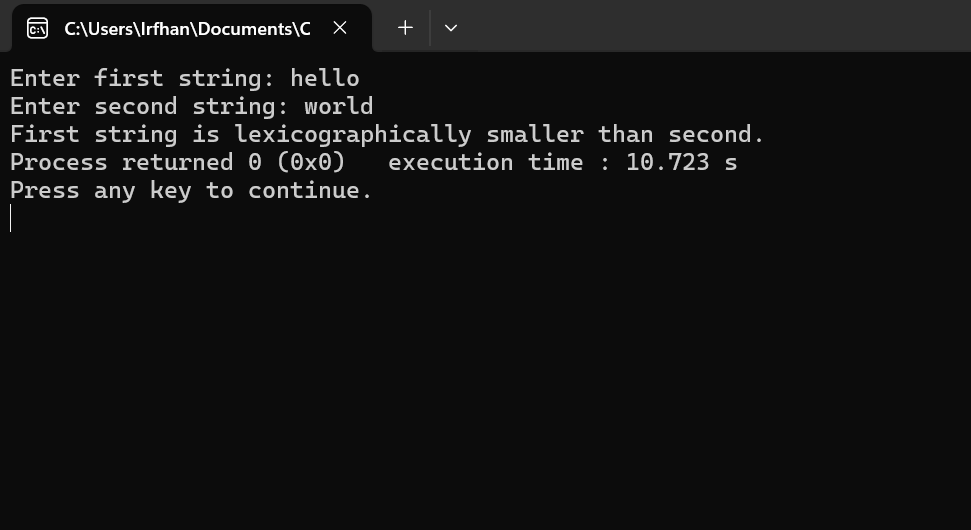 C:\Users\Irfhan\Documents\C
Enter first string: hello
Enter second string: world
First string is lexicographically smaller than second.
Process returned 0 (0x0)   execution time : 10.723 s
Press any key to continue.